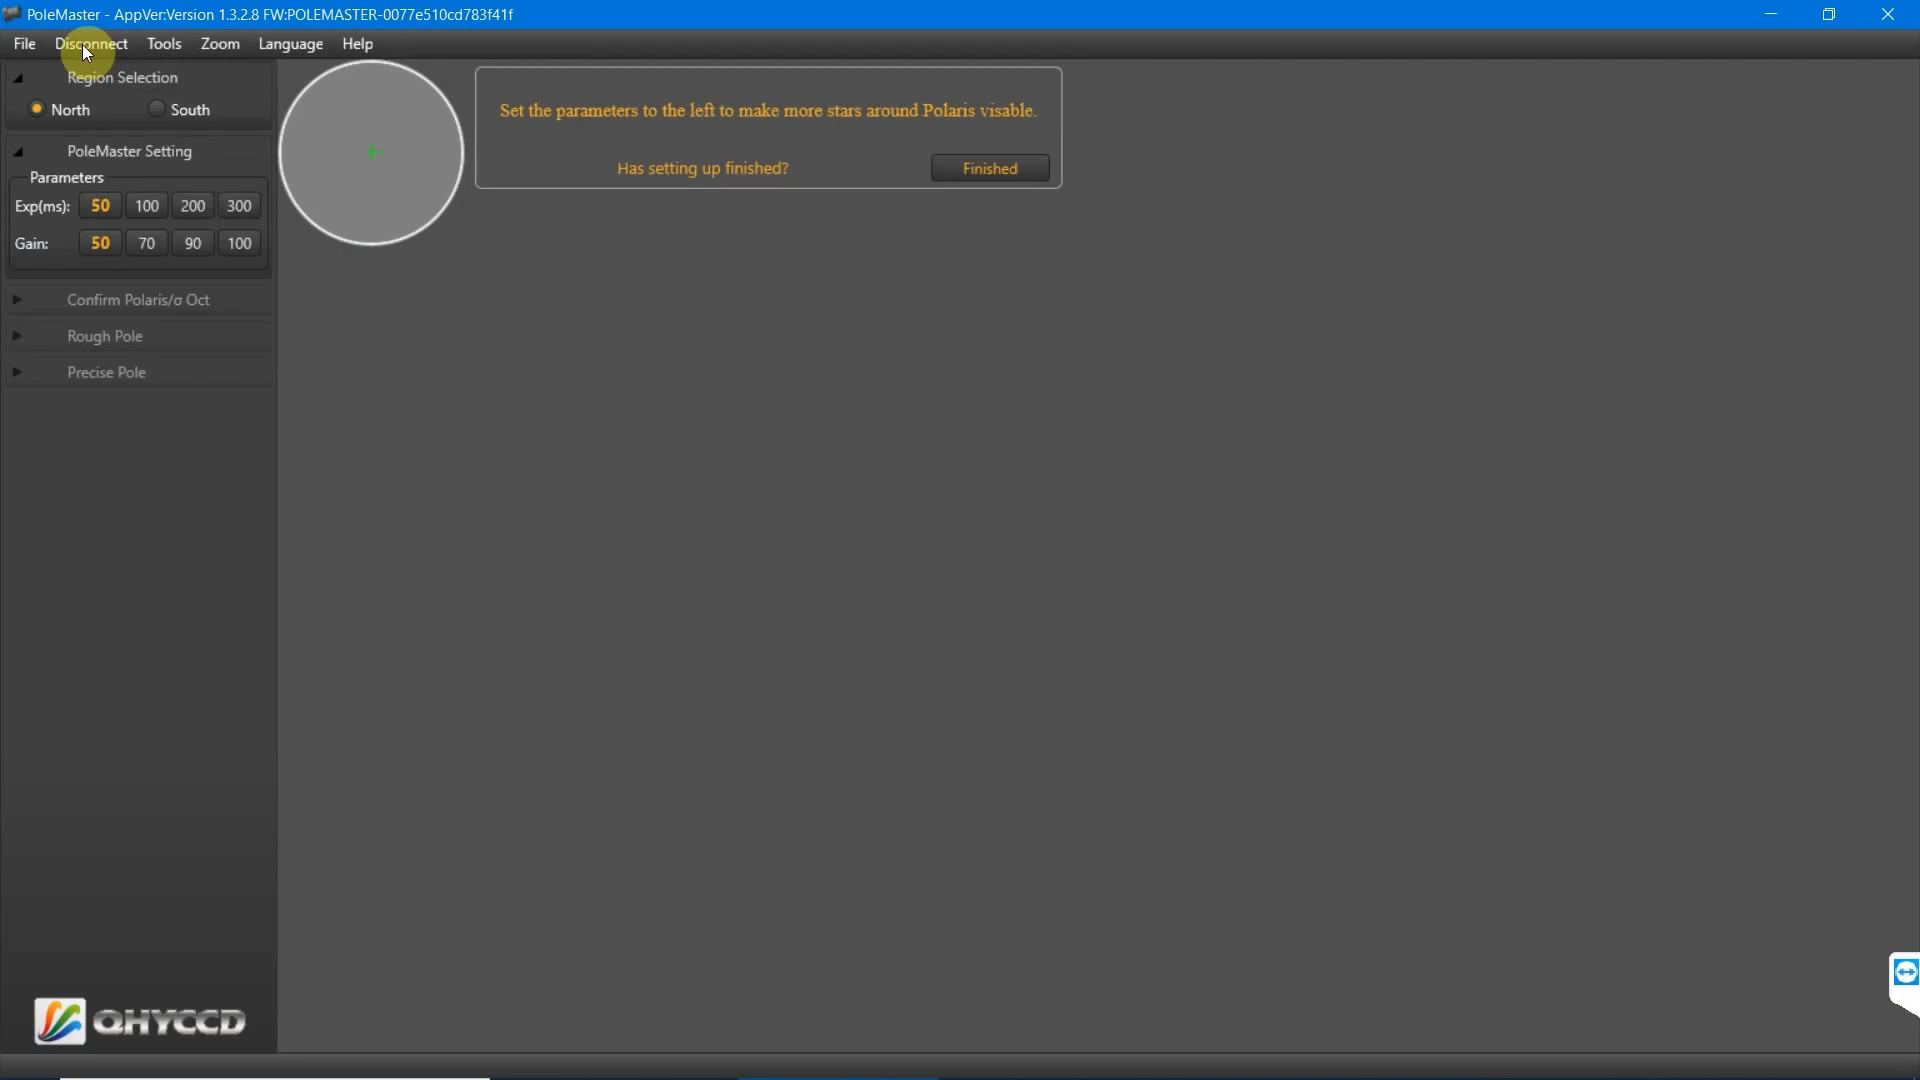 PoleMaster - AppVer:Version 1.3.2.8 FW:POLEMASTER-0077e510cd783f41f
File Disconnect Tools Zoom Language Help
Region Selection
North South
PoleMaster Setting
Parameters
Exp(ms): 50 100 200 300
Gain: 50 70 90 100
Confirm Polaris/σ Oct
Rough Pole
Precise Pole
Set the parameters to the left to make more stars around Polaris visable.
Has setting up finished? Finished
QHYCCD